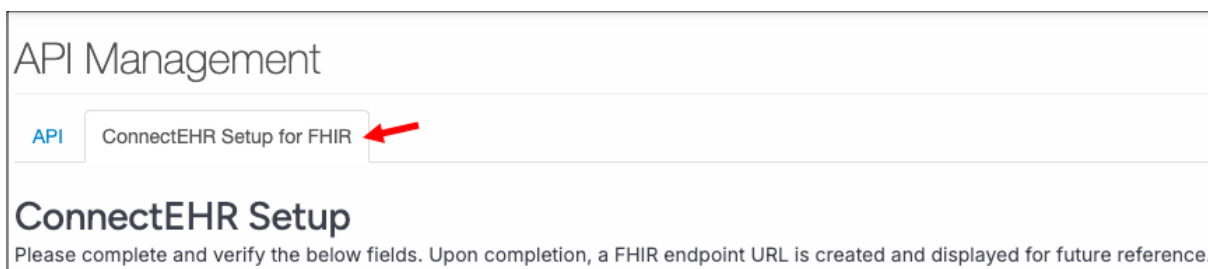 API Management
API ConnectEHR Setup for FHIR
ConnectEHR Setup
Please complete and verify the below fields. Upon completion, a FHIR endpoint URL is created and displayed for future reference.